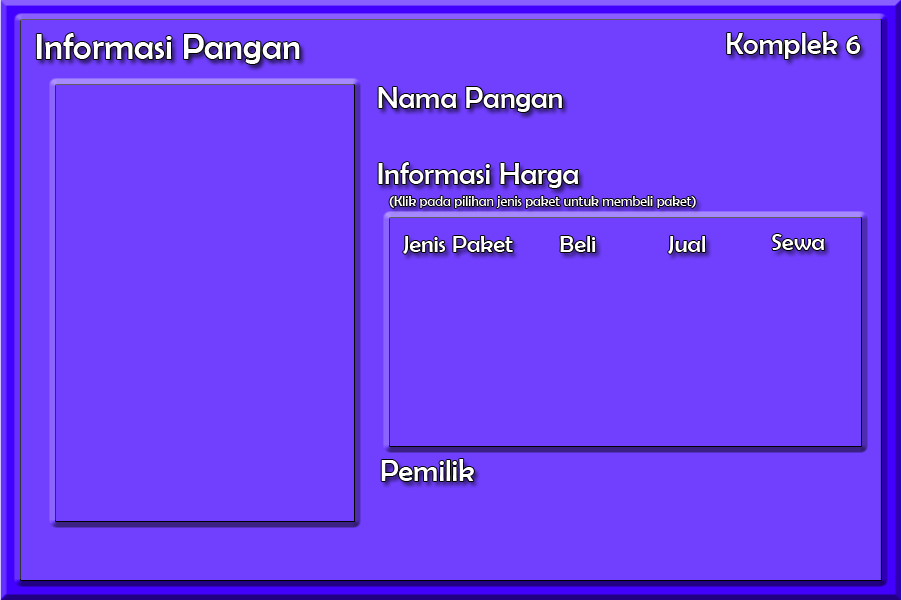 Informasi Pangan
Komplek 6
Nama Pangan
Informasi Harga
(Klik pada pilihan jenis paket untuk membeli paket)
Jenis Paket Beli Jual Sewa
Pemilik